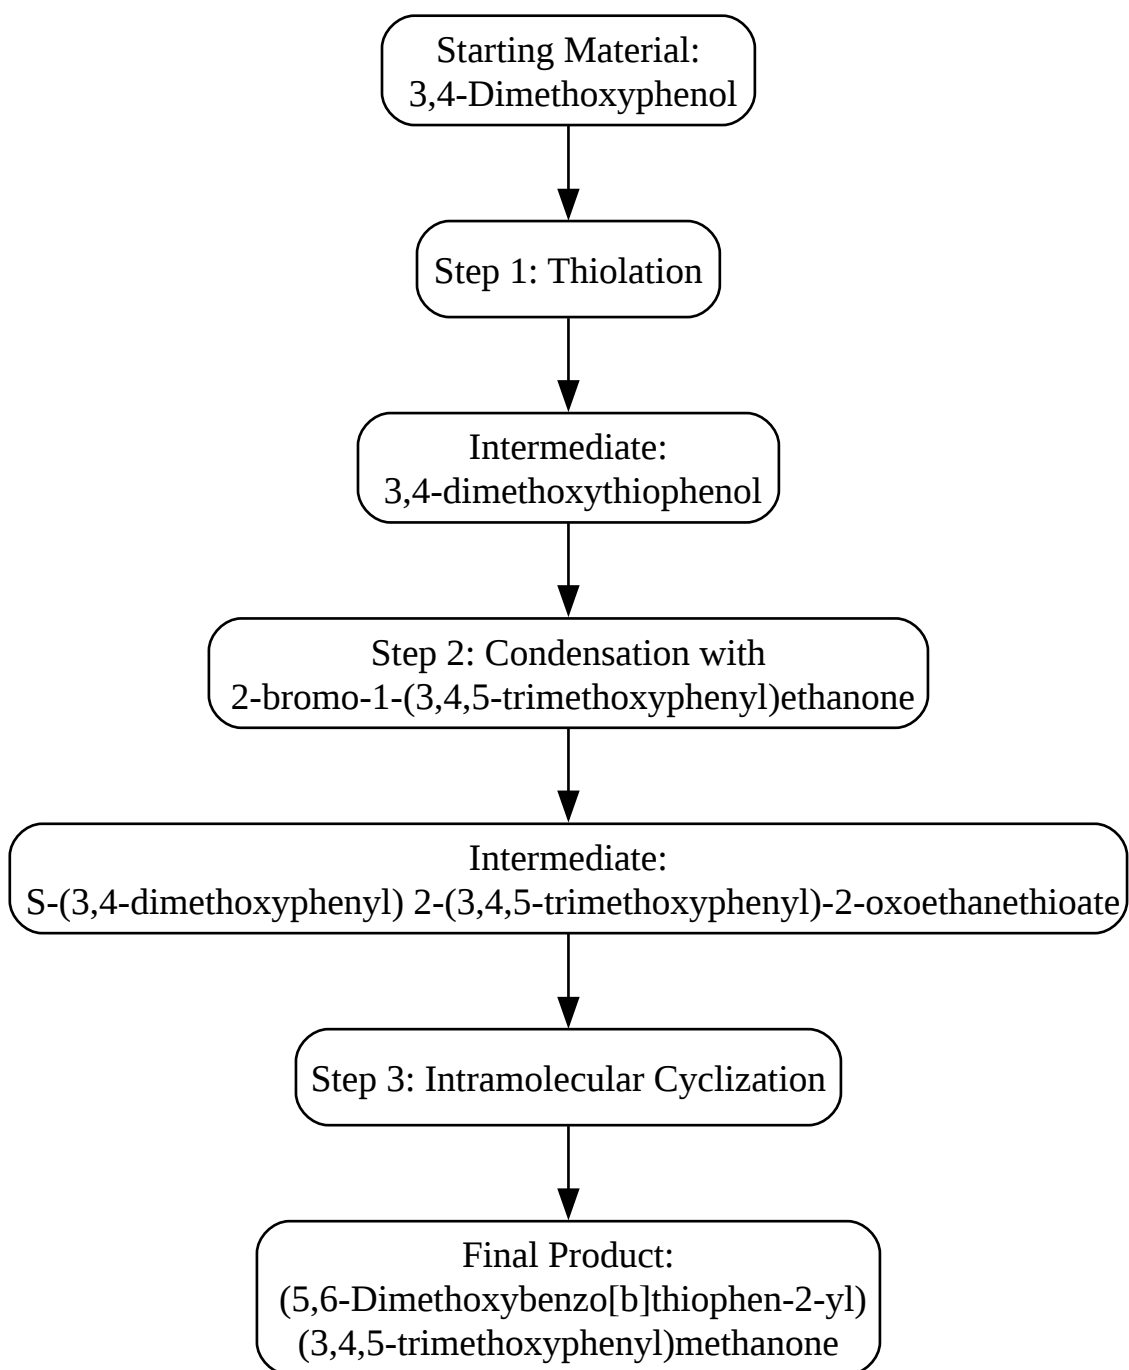 Starting Material:
3,4-Dimethoxyphenol
Step 1: Thiolation
Intermediate:
3,4-dimethoxythiophenol
Step 2: Condensation with
2-bromo-1-(3,4,5-trimethoxyphenyl)ethanone
Intermediate:
S-(3,4-dimethoxyphenyl) 2-(3,4,5-trimethoxyphenyl)-2-oxoethanethioate
Step 3: Intramolecular Cyclization
Final Product:
(5,6-Dimethoxybenzo[b]thiophen-2-yl)
(3,4,5-trimethoxyphenyl)methanone